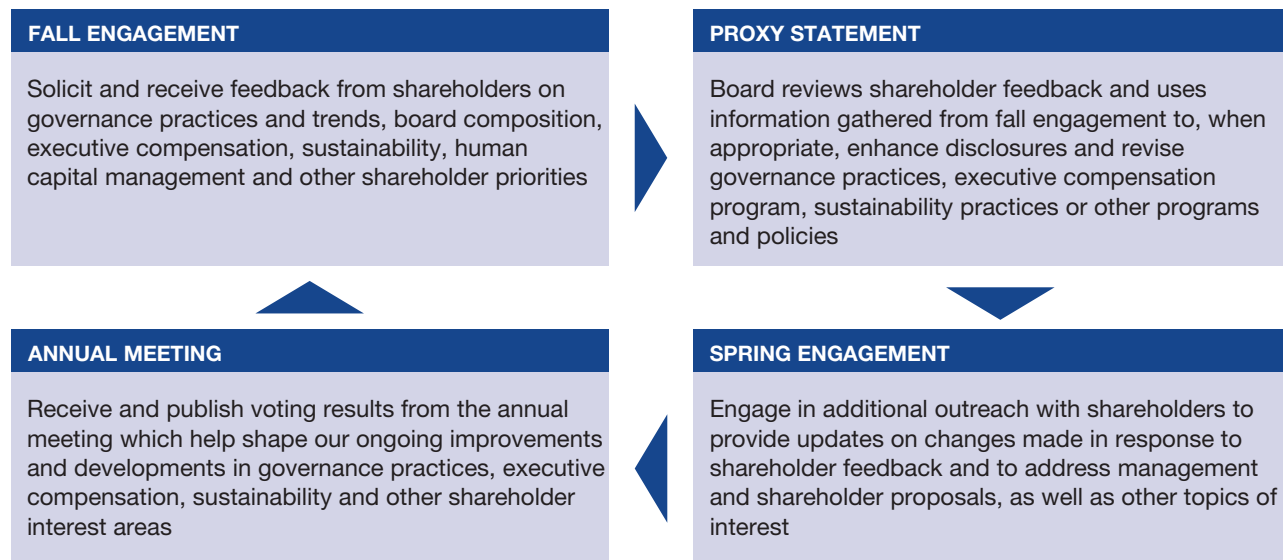 FALL ENGAGEMENT
Solicit and receive feedback from shareholders on
governance practices and trends, board composition,
executive compensation, sustainability, human
capital management and other shareholder priorities
PROXY STATEMENT
Board reviews shareholder feedback and uses
information gathered from fall engagement to, when
appropriate, enhance disclosures and revise
governance practices, executive compensation
program, sustainability practices or other programs
and policies
ANNUAL MEETING
Receive and publish voting results from the annual
meeting which help shape our ongoing improvements
and developments in governance practices, executive
compensation, sustainability and other shareholder
interest areas
SPRING ENGAGEMENT
Engage in additional outreach with shareholders to
provide updates on changes made in response to
shareholder feedback and to address management
and shareholder proposals, as well as other topics of
interest